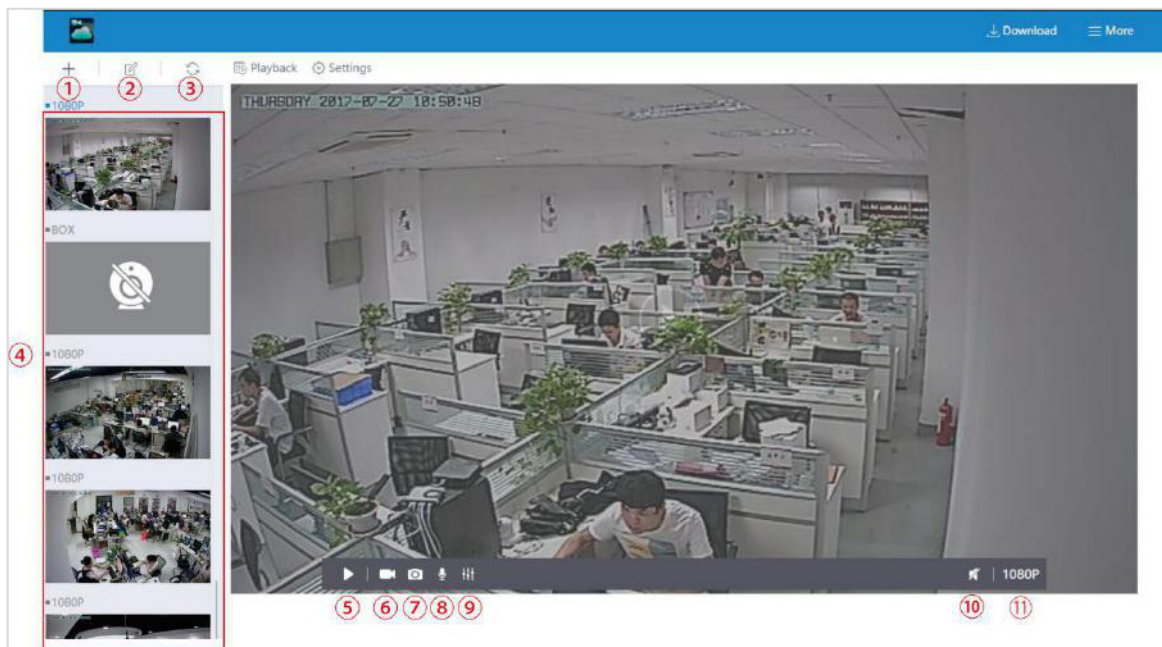 Download
More
Playback
Settings
① ② ③
1080P
THURSDAY 2017-07-27 10:50:48
BOX
④
1080P
1080P
1080P
1080P
⑤ ⑥ ⑦ ⑧ ⑨ ⑩ ⑪